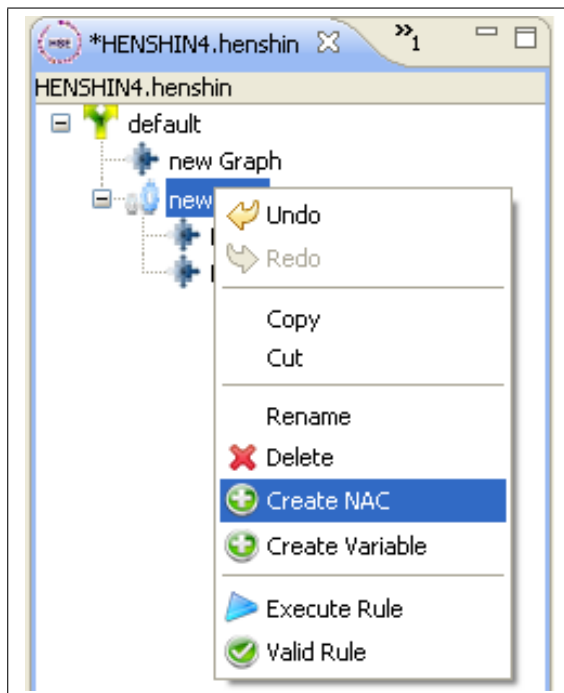 *HENSHIN4.henshin »1
HENSHIN4.henshin
default
new Graph
new
Undo
Redo
Copy
Cut
Rename
Delete
Create NAC
Create Variable
Execute Rule
Valid Rule